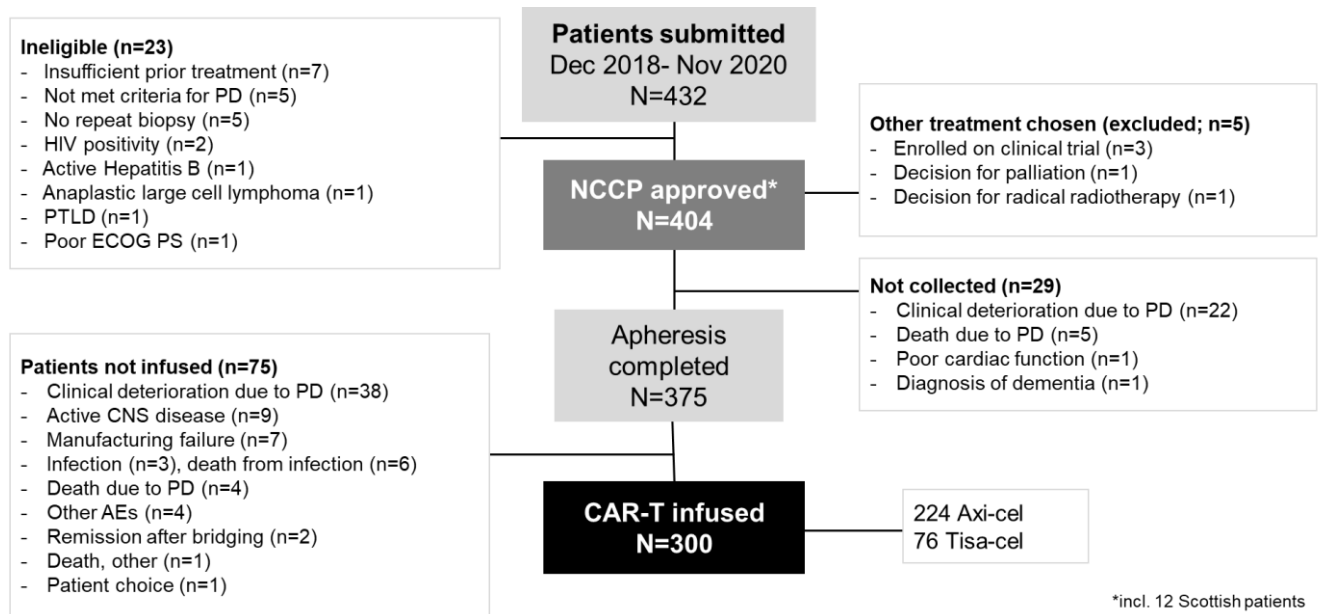 Patients submitted
Dec 2018- Nov 2020
N=432
Ineligible (n=23)
- Insufficient prior treatment (n=7)
- Not met criteria for PD (n=5)
- No repeat biopsy (n=5)
- HIV positivity (n=2)
- Active Hepatitis B (n=1)
- Anaplastic large cell lymphoma (n=1)
- PTLD (n=1)
- Poor ECOG PS (n=1)
Other treatment chosen (excluded; n=5)
- Enrolled on clinical trial (n=3)
- Decision for palliation (n=1)
- Decision for radical radiotherapy (n=1)
NCCP approved*
N=404
Not collected (n=29)
- Clinical deterioration due to PD (n=22)
- Death due to PD (n=5)
- Poor cardiac function (n=1)
- Diagnosis of dementia (n=1)
Apheresis
completed
N=375
Patients not infused (n=75)
- Clinical deterioration due to PD (n=38)
- Active CNS disease (n=9)
- Manufacturing failure (n=7)
- Infection (n=3), death from infection (n=6)
- Death due to PD (n=4)
- Other AEs (n=4)
- Remission after bridging (n=2)
- Death, other (n=1)
- Patient choice (n=1)
CAR-T infused
N=300
224 Axi-cel
76 Tisa-cel
*incl. 12 Scottish patients